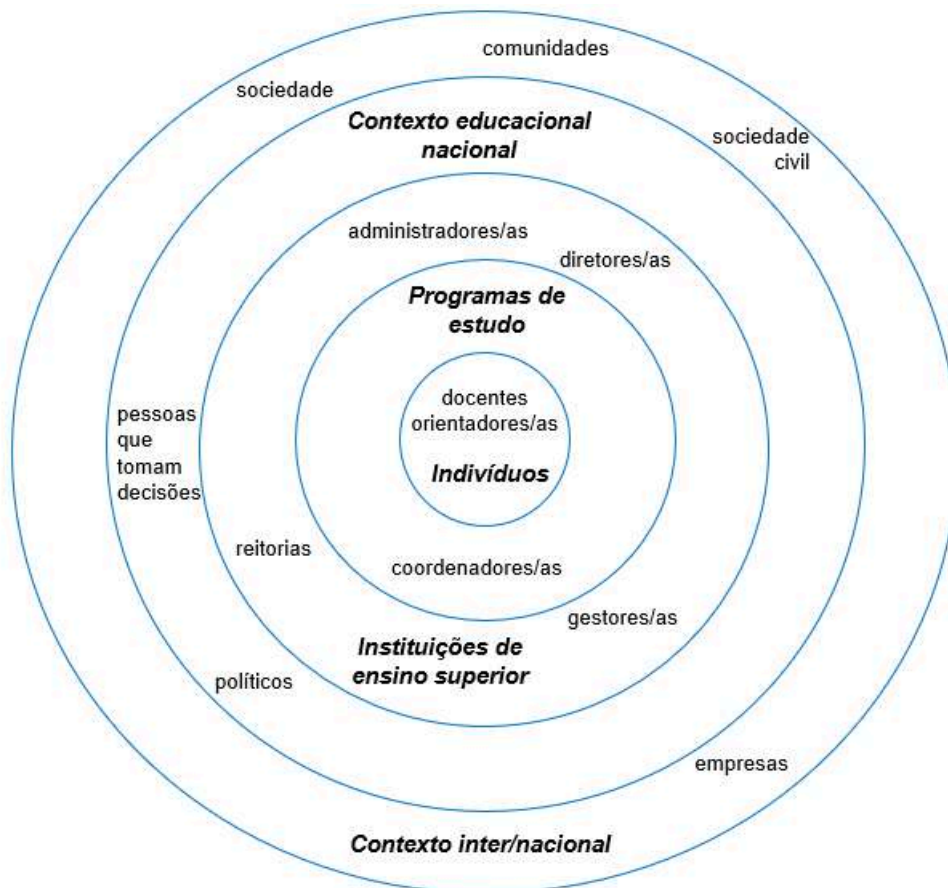 comunidades
sociedade
Contexto educacional
nacional
sociedade
civil
administradores/as
diretores/as
Programas de
estudo
docentes
orientadores/as
Indivíduos
pessoas
que
tomam
decisões
reitorias
coordenadores/as
gestores/as
Instituições de
ensino superior
políticos
empresas
Contexto inter/nacional